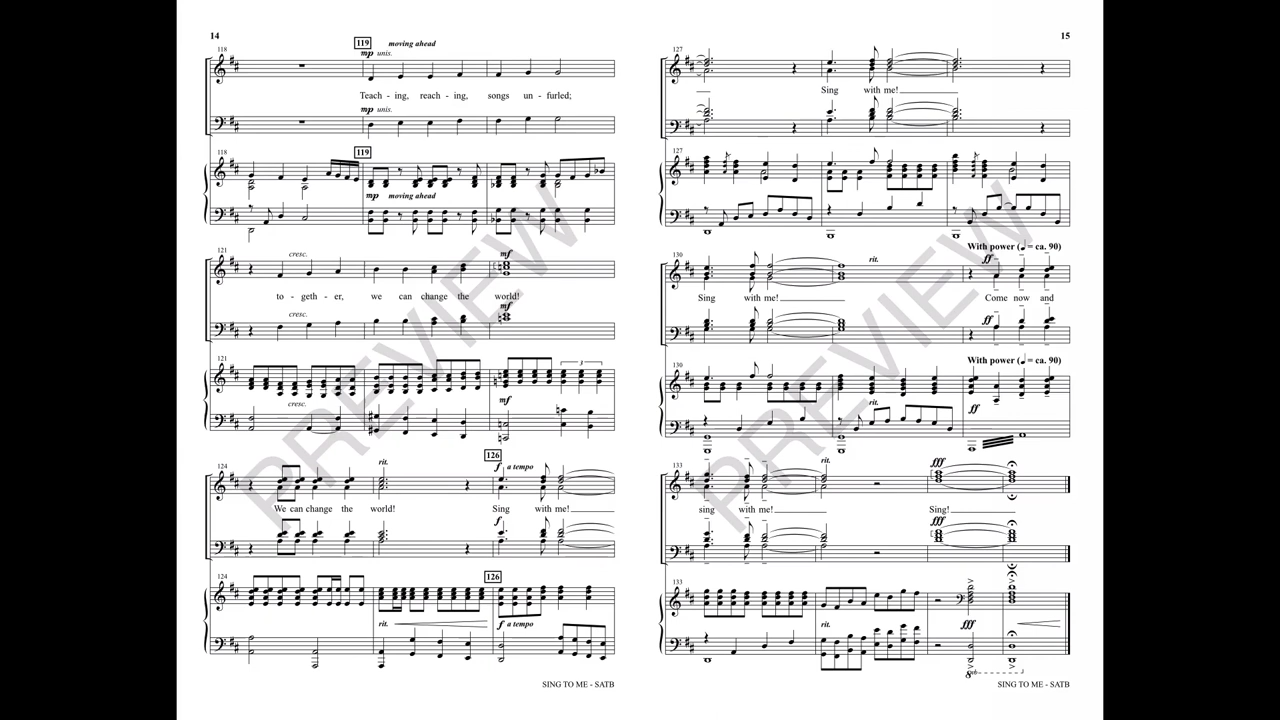 14
118
119 moving ahead
mp unis.
Teach - ing, reach - ing, songs un - furled;
mp unis.
118
119
mp moving ahead
121
cresc.
mf
to - geth - er, we can change the world!
cresc.
mf
121
cresc.
mf
3
124
rit.
126
f a tempo
We can change the world! Sing with me!
f
124
126
rit.
f a tempo
SING TO ME - SATB
15
127
Sing with me!
127
With power (♩ = ca. 90)
130
rit.
ff
Sing with me! Come now and
ff
With power (♩ = ca. 90)
130
rit.
ff
133
fff
sing with me! Sing!
fff
133
rit.
fff
8vb
SING TO ME - SATB
PREVIEW
PREVIEW